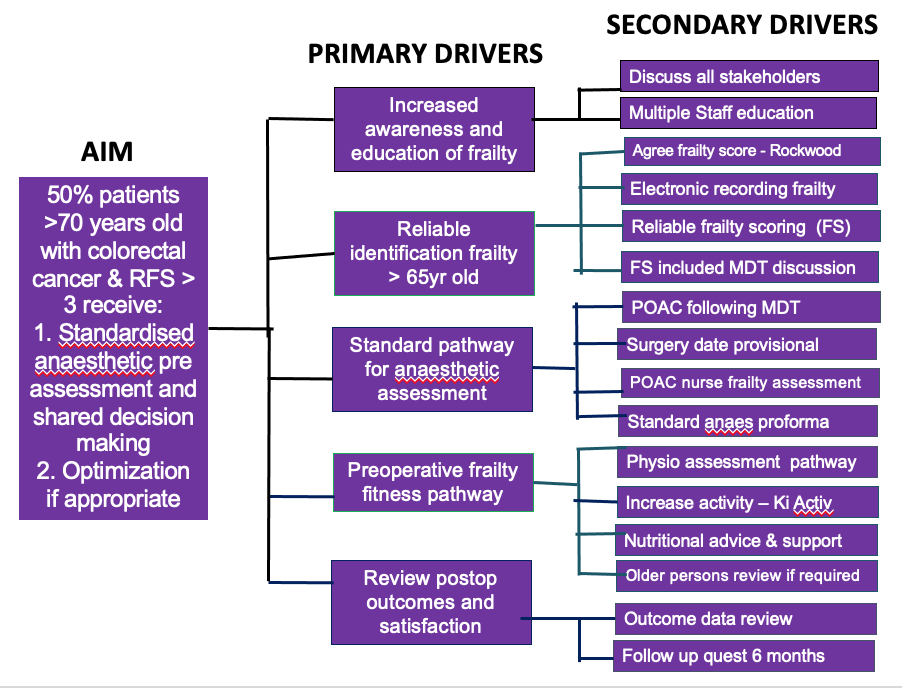 SECONDARY DRIVERS
PRIMARY DRIVERS
AIM
50% patients
>70 years old
with colorectal
cancer & RFS >
3 receive:
1. Standardised
anaesthetic pre
assessment and
shared decision
making
2. Optimization
if appropriate
Increased
awareness and
education of frailty
Discuss all stakeholders
Multiple Staff education
Reliable
identification frailty
> 65yr old
Agree frailty score - Rockwood
Electronic recording frailty
Reliable frailty scoring (FS)
FS included MDT discussion
Standard pathway
for anaesthetic
assessment
POAC following MDT
Surgery date provisional
POAC nurse frailty assessment
Standard anaes proforma
Preoperative frailty
fitness pathway
Physio assessment pathway
Increase activity – Ki Activ
Nutritional advice & support
Older persons review if required
Review postop
outcomes and
satisfaction
Outcome data review
Follow up quest 6 months